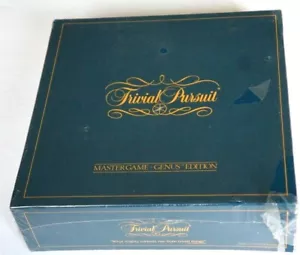 Trivial Pursuit
MASTER GAME - GENUS EDITION
Trivial Pursuit